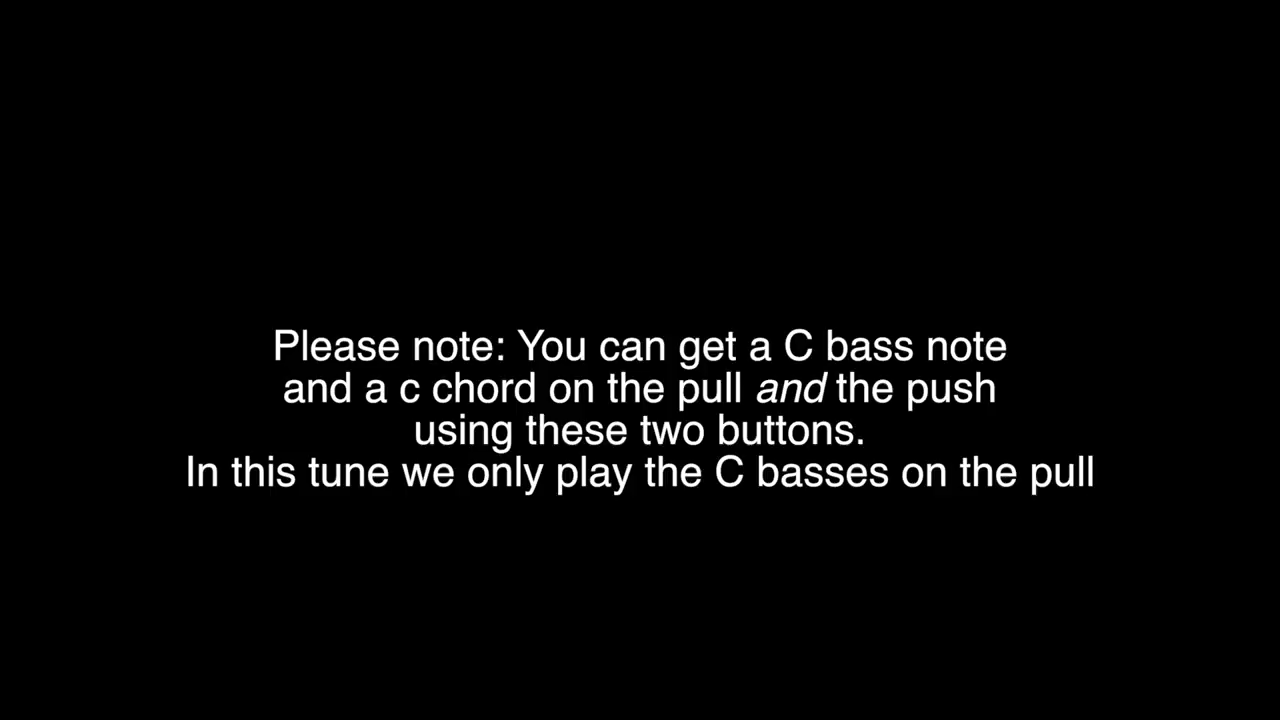 Please note: You can get a C bass note
and a c chord on the pull and the push
using these two buttons.
In this tune we only play the C basses on the pull